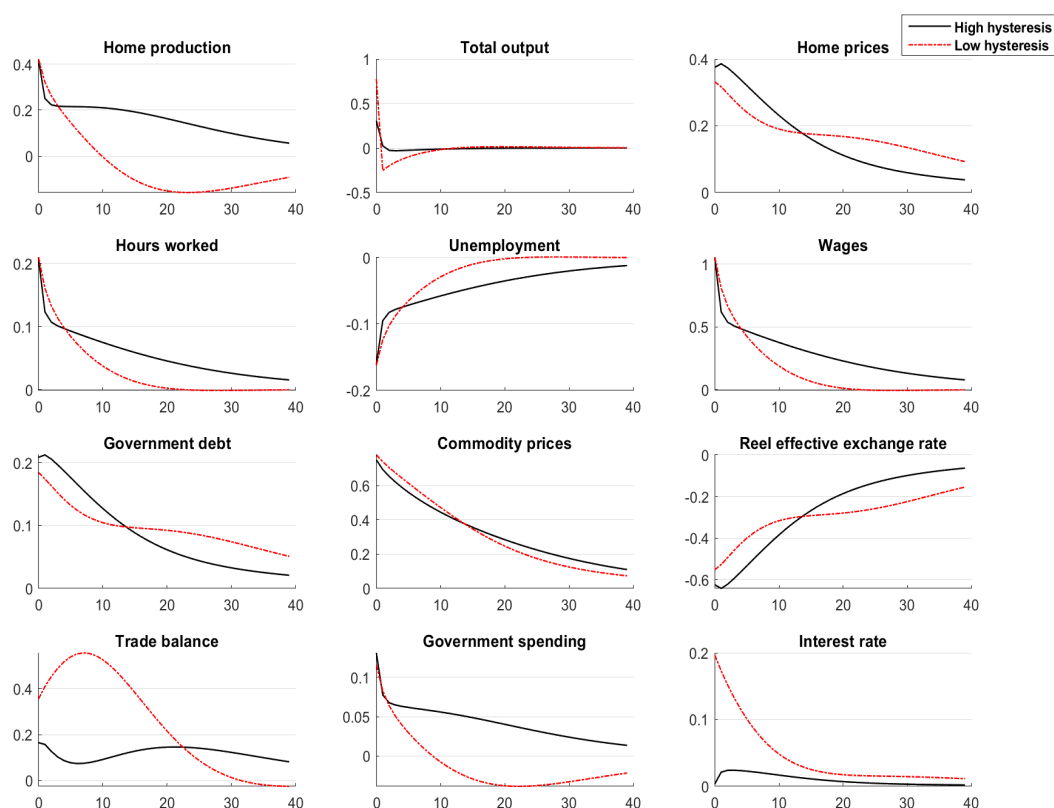 High hysteresis
Low hysteresis
Home production
0.4
0.2
0
0 10 20 30 40
Total output
1
0.5
0
-0.5
0 10 20 30 40
Home prices
0.4
0.2
0
0 10 20 30 40
Hours worked
0.2
0.1
0
0 10 20 30 40
Unemployment
0
-0.1
-0.2
0 10 20 30 40
Wages
1
0.5
0
0 10 20 30 40
Government debt
0.2
0.1
0
0 10 20 30 40
Commodity prices
0.6
0.4
0.2
0
0 10 20 30 40
Reel effective exchange rate
0
-0.2
-0.4
-0.6
0 10 20 30 40
Trade balance
0.4
0.2
0
0 10 20 30 40
Government spending
0.1
0.05
0
0 10 20 30 40
Interest rate
0.2
0.1
0
0 10 20 30 40